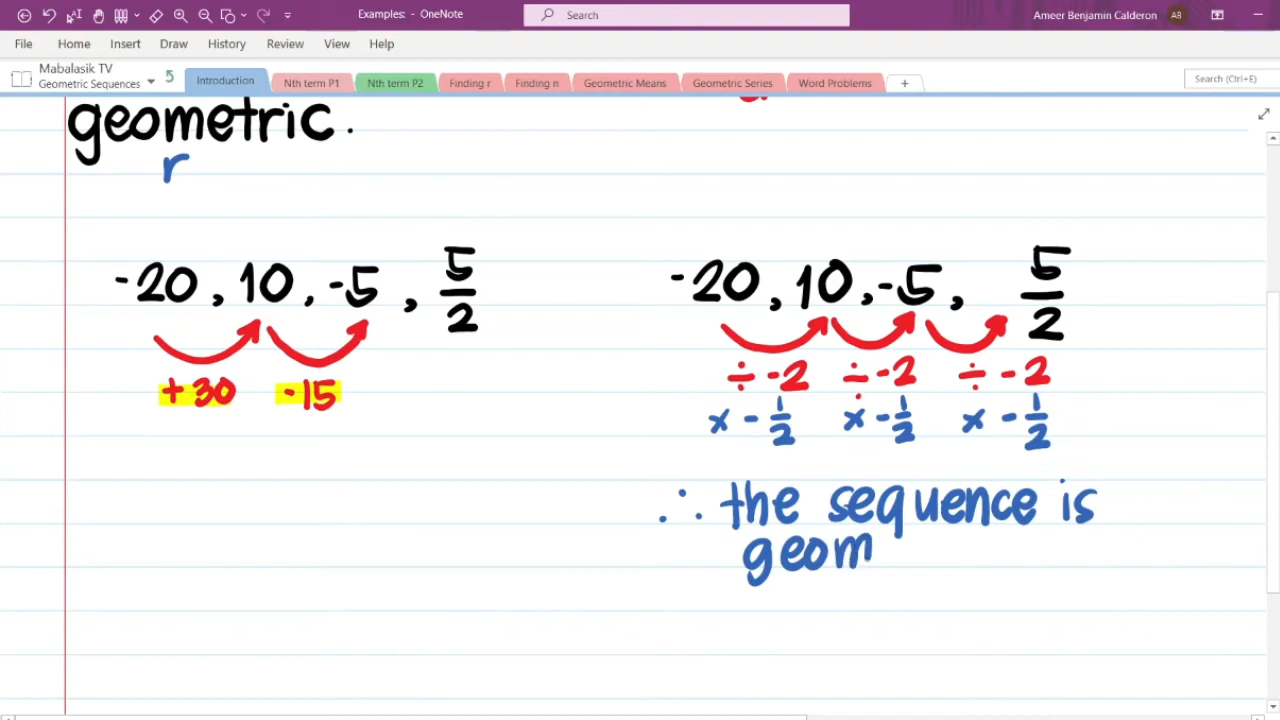 Examples: - OneNote
Search
Ameer Benjamin Calderon AB
File Home Insert Draw History Review View Help
Mabalasik TV
Geometric Sequences
Introduction Nth term P1 Nth term P2 Finding r Finding n Geometric Means Geometric Series Word Problems +
Search (Ctrl+E)
geometric.
r
-20, 10, -5, 5/2
+30 -15
-20, 10, -5, 5/2
÷ -2 ÷ -2 ÷ -2
x -1/2 x -1/2 x -1/2
∴ the sequence is
geom